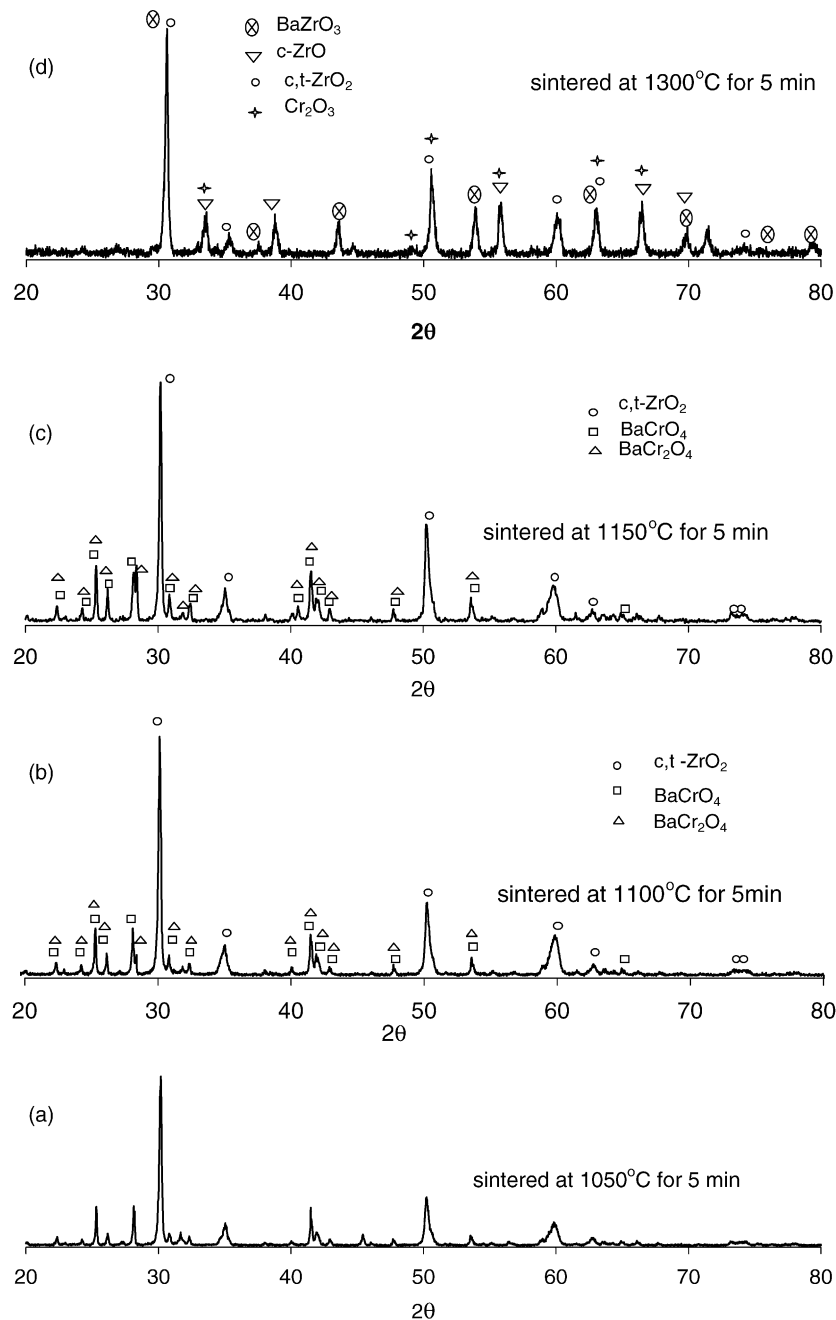 BaZrO₃
c-ZrO
(d)
c,t-ZrO₂
sintered at 1300°C for 5 min
Cr₂O₃
20 30 40 50 60 70 80
2θ
c,t-ZrO₂
(c)
BaCrO₄
BaCr₂O₄
sintered at 1150°C for 5 min
20 30 40 50 60 70 80
2θ
c,t -ZrO₂
(b)
BaCrO₄
BaCr₂O₄
sintered at 1100°C for 5min
20 30 40 50 60 70 80
2θ
(a)
sintered at 1050°C for 5 min
20 30 40 50 60 70 80
2θ